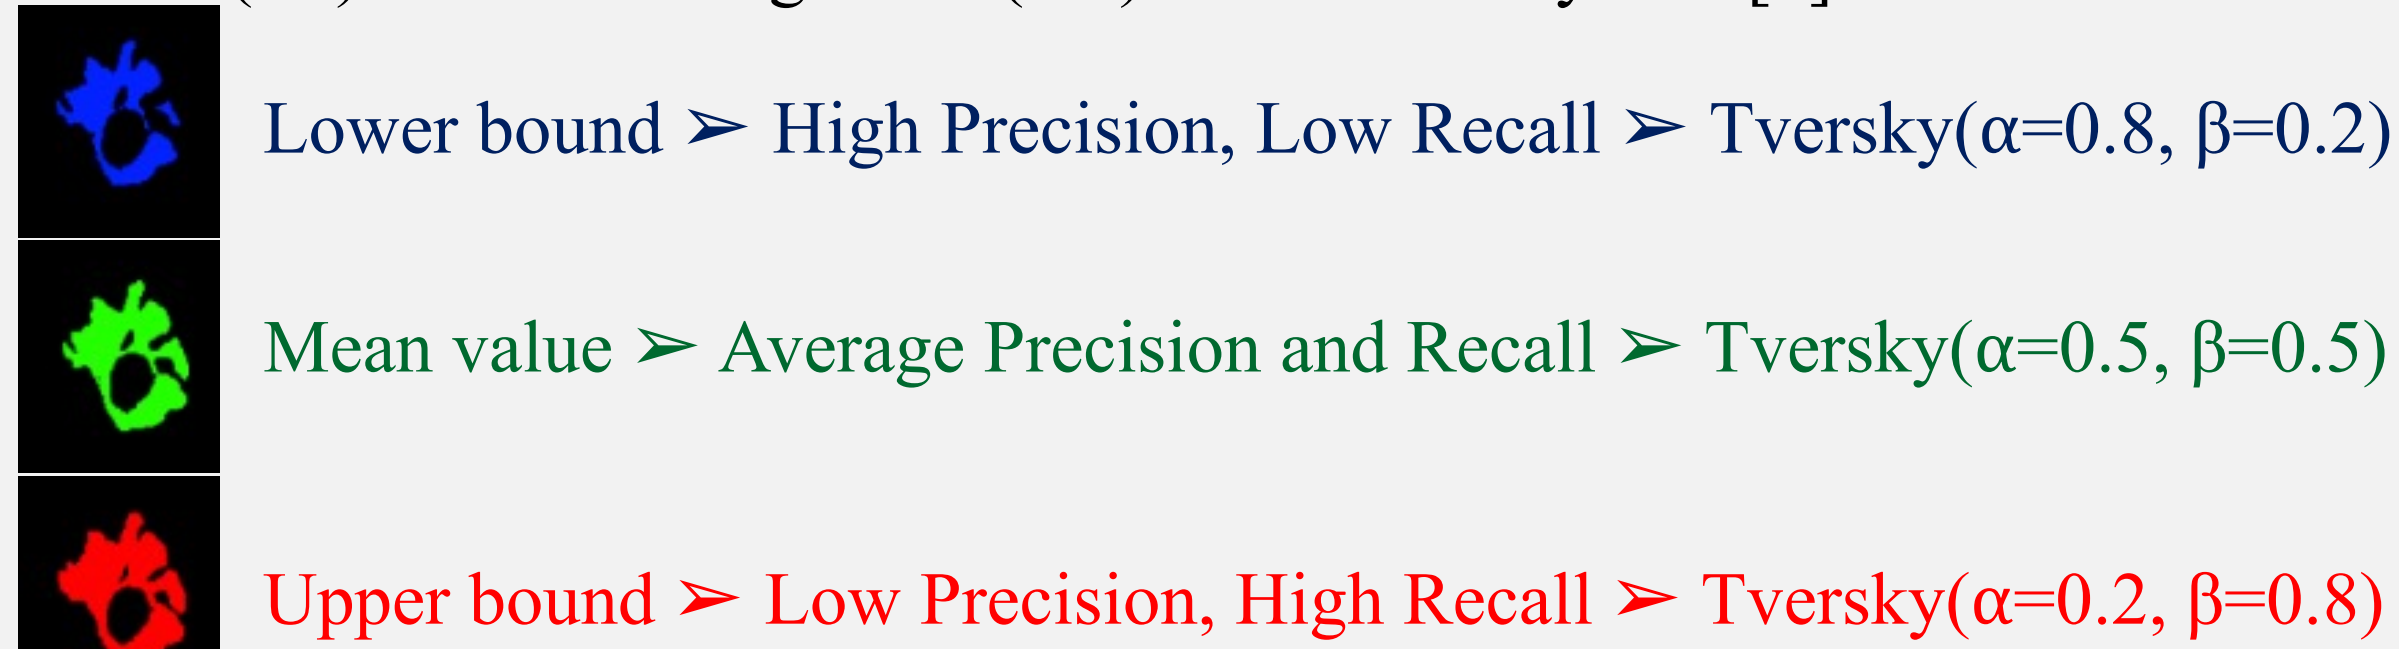 Lower bound ➢ High Precision, Low Recall ➢ Tversky(α=0.8, β=0.2)
Mean value ➢ Average Precision and Recall ➢ Tversky(α=0.5, β=0.5)
Upper bound ➢ Low Precision, High Recall ➢ Tversky(α=0.2, β=0.8)